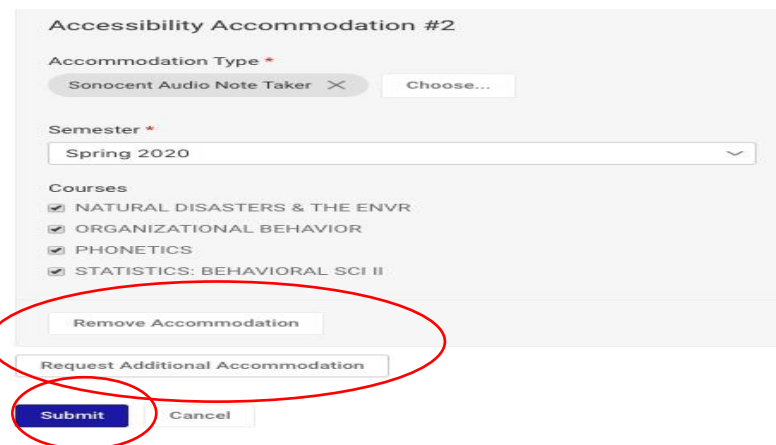 Accessibility Accommodation #2
Accommodation Type *
Sonocent Audio Note Taker ✕ Choose...
Semester *
Spring 2020
Courses
NATURAL DISASTERS & THE ENVR
ORGANIZATIONAL BEHAVIOR
PHONETICS
STATISTICS: BEHAVIORAL SCI II
Remove Accommodation
Request Additional Accommodation
Submit Cancel